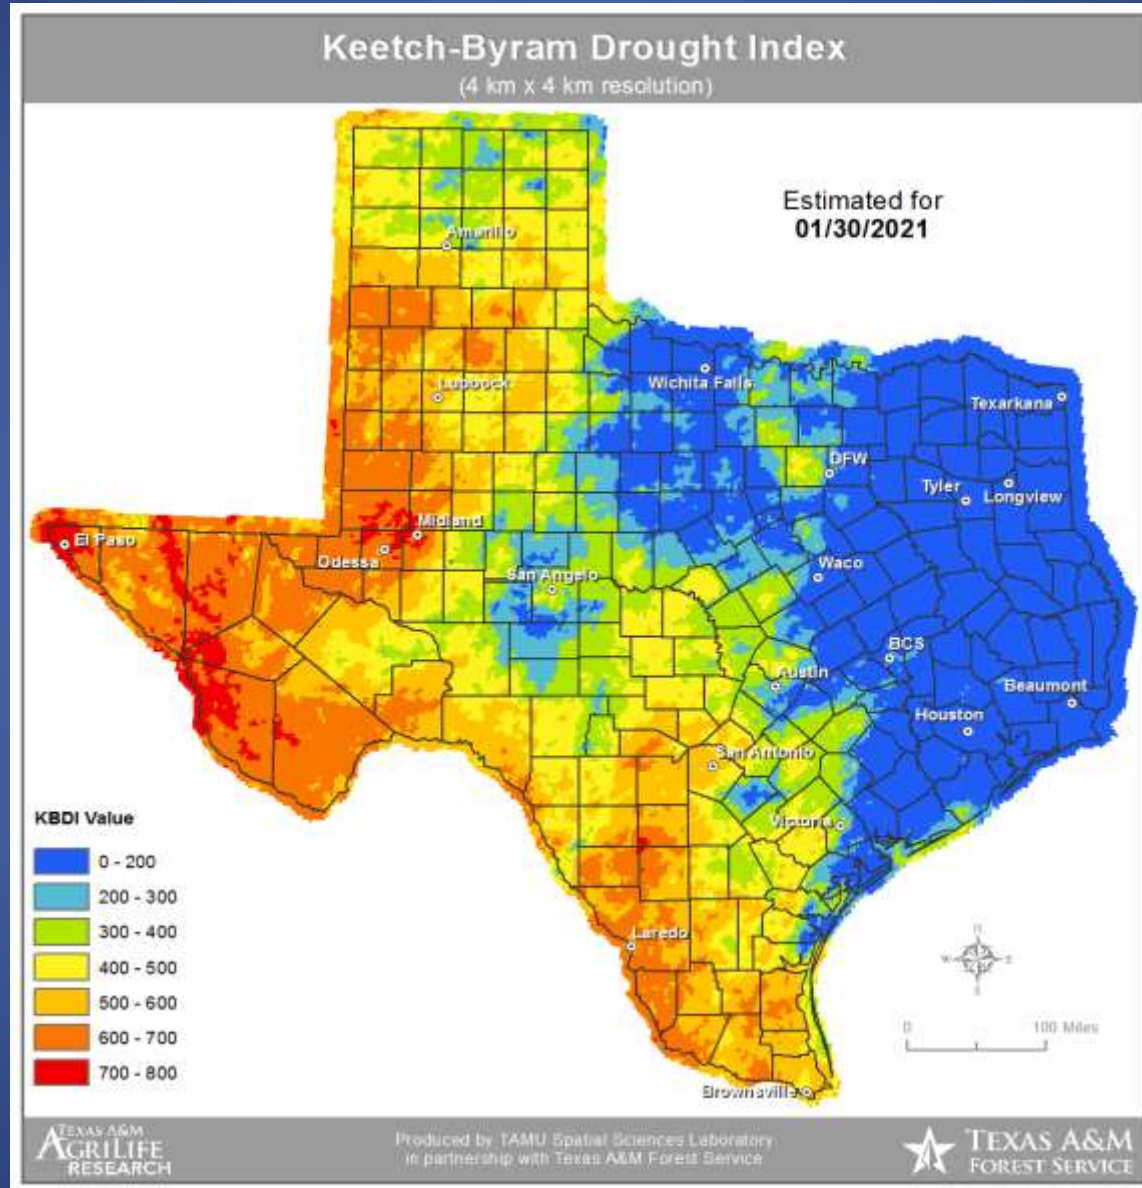 Keetch-Byram Drought Index
(4 km x 4 km resolution)
Estimated for
01/30/2021
Amarillo
Wichita Falls
Lubbock
Texarkana
DFW
Tyler
Longview
Midland
El Paso
Odessa
San Angelo
Waco
BCS
Austin
Beaumont
Houston
San Antonio
Victoria
Laredo
Brownsville
KBDI Value
0 - 200
200 - 300
300 - 400
400 - 500
500 - 600
600 - 700
700 - 800
N
W E
S
0 100 Miles
TEXAS A&M
AGRILIFE
RESEARCH
Produced by TAMU Spatial Sciences Laboratory
in partnership with Texas A&M Forest Service
TEXAS A&M
FOREST SERVICE